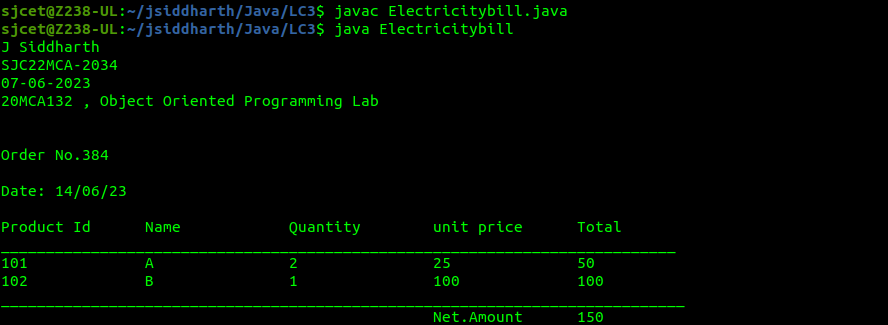 sjcet@Z238-UL:~/jsiddharth/Java/LC3$ javac Electricitybill.java
sjcet@Z238-UL:~/jsiddharth/Java/LC3$ java Electricitybill
J Siddharth
SJC22MCA-2034
07-06-2023
20MCA132 , Object Oriented Programming Lab
Order No.384
Date: 14/06/23
Product Id Name Quantity unit price Total
101 A 2 25 50
102 B 1 100 100
Net.Amount 150